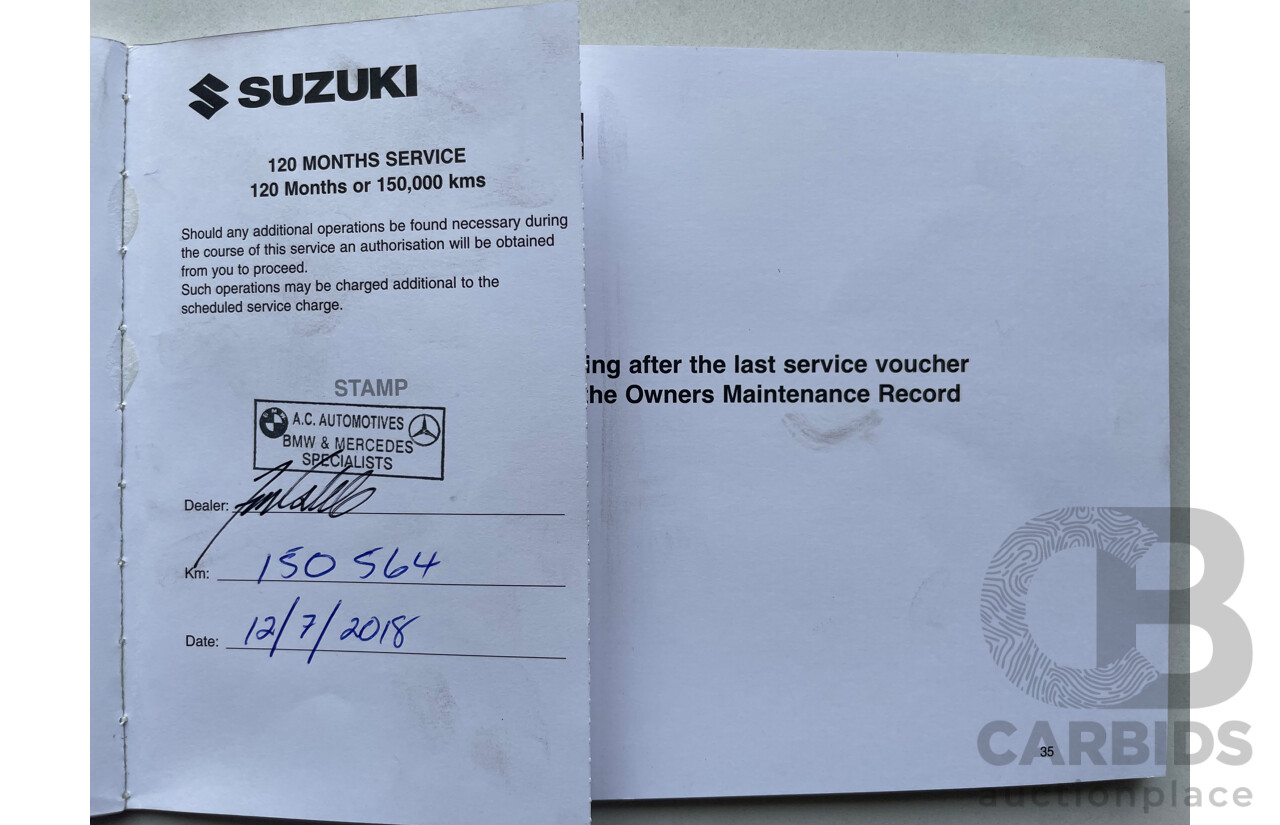 SUZUKI
120 MONTHS SERVICE
120 Months or 150,000 kms
Should any additional operations be found necessary during
the course of this service an authorisation will be obtained
from you to proceed.
Such operations may be charged additional to the
scheduled service charge.
STAMP
A.C. AUTOMOTIVES
BMW & MERCEDES
SPECIALISTS
Dealer:
Km: 150 564
Date: 12/7/2018
ing after the last service voucher
the Owners Maintenance Record
35
CB
CARBIDS
auctionplace